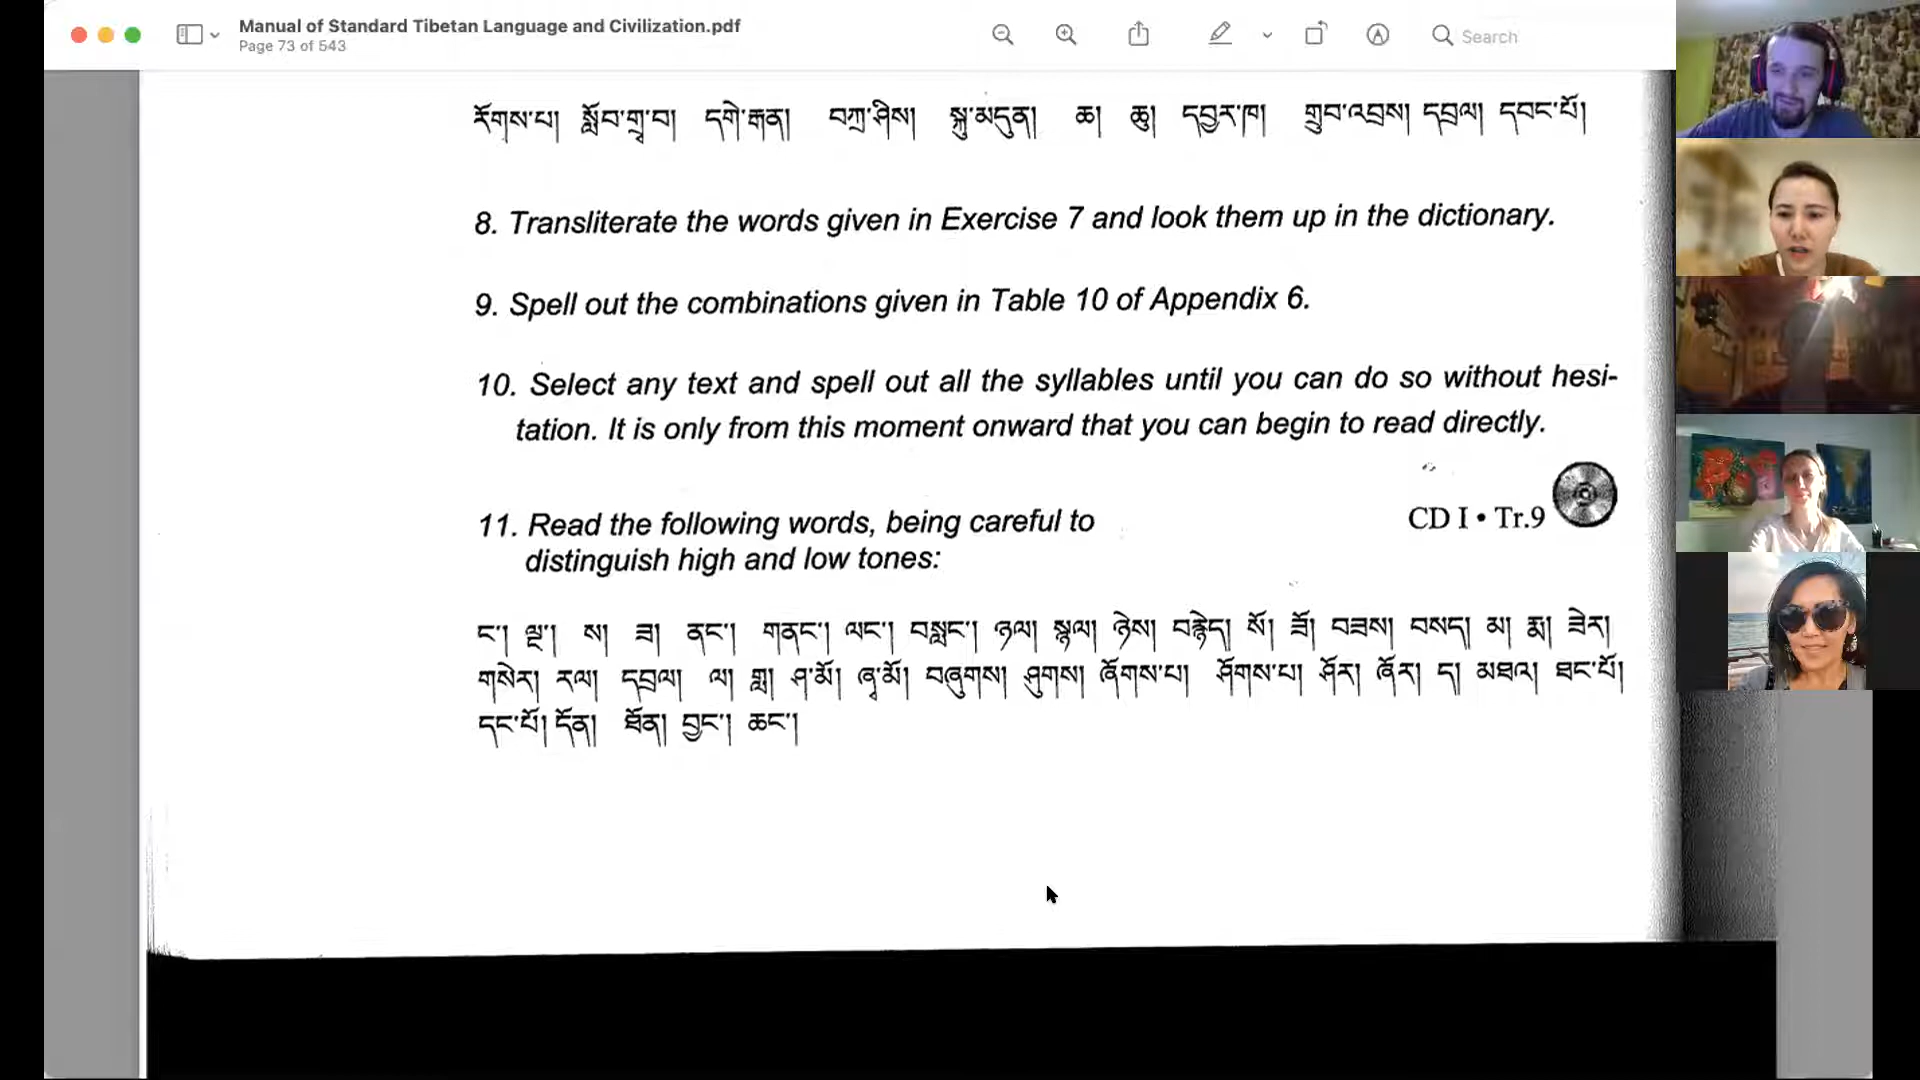 Manual of Standard Tibetan Language and Civilization.pdf
Page 73 of 543
Search
རོགས་པ། སློབ་གྲྭ་བ། དགེ་རྒན། བཀྲ་ཤིས། སྐུ་མདུན། ཆ། ཆུ། དབྱར་ཁ། གྲུབ་འབྲས། དབྲལ། དབང་པོ།
8. Transliterate the words given in Exercise 7 and look them up in the dictionary.
9. Spell out the combinations given in Table 10 of Appendix 6.
10. Select any text and spell out all the syllables until you can do so without hesi-
tation. It is only from this moment onward that you can begin to read directly.
11. Read the following words, being careful to
distinguish high and low tones:
CD I • Tr.9
ང་། ལྔ་། ས། ཟ། ནང་། གནང་། ལང་། བསླང་། ཉལ། སྙལ། ཉེས། བརྙེད། སོ། ཟོ། བཟས། བསད། མ། རྨ། ཟེར།
གསེར། རལ། དབྲལ། ལ། གླ། ཤ་མོ། ཞྭ་མོ། བཞུགས། ཤུགས། ཞོགས་པ། ཤོགས་པ། ཤོར། ཞོར། ད། མཐལ། ཐང་པོ།
དང་པོ། དོན། ཐོན། བྱང་། ཆང་།